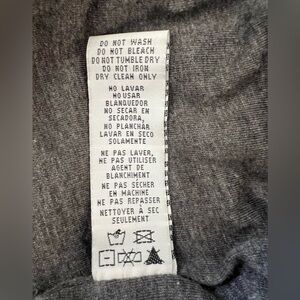 DO NOT WASH
DO NOT BLEACH
DO NOT TUMBLE DRY
DO NOT IRON
DRY CLEAN ONLY
NO LAVAR
NO USAR
BLANQUEDOR
NO SECAR EN
SECADORA,
NO PLANCHAR
LAVAR EN SECO
SOLAMENTE
NE PAS LAVER,
NE PAS UTILISER
AGENT DE
BLANCHIMENT
NE PAS SÉCHER
EN MACHINE
NE PAS REPASSER
NETTOYER À SEC
SEULEMENT